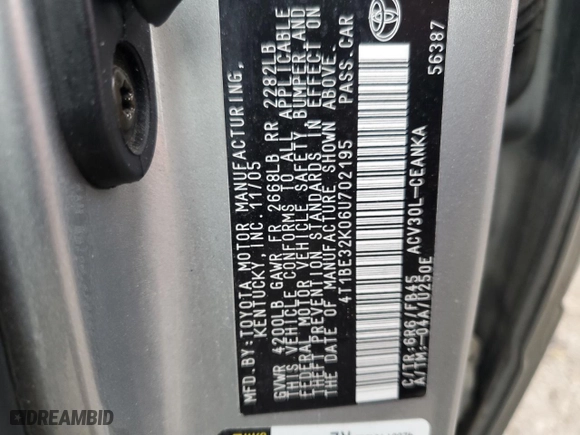 MFD.BY:TOYOTA MOTOR MANUFACTURING,
KENTUCKY, INC. 11/05
GVWR 4200LB GAWR FR 2668LB RR 2282LB
THIS VEHICLE CONFORMS TO ALL APPLICABLE
FEDERAL MOTOR VEHICLE SAFETY, BUMPER, AND
THEFT PREVENTION STANDARDS IN EFFECT ON
THE DATE OF MANUFACTURE SHOWN ABOVE.
4T1BE32K06U702195 PASS.CAR
C/TR:6R6/FB45 ACV30L-CEANKA
A/TM:-04A/U250E
56387
DREAMBID